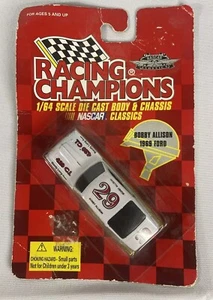 FOR AGES 5 AND UP
RACING
CHAMPIONS
1/64 SCALE DIE CAST BODY & CHASSIS
NASCAR CLASSICS
BOBBY ALLISON
1969 FORD
29
WARNING:
CHOKING HAZARD - Small parts
Not for children under 3 years